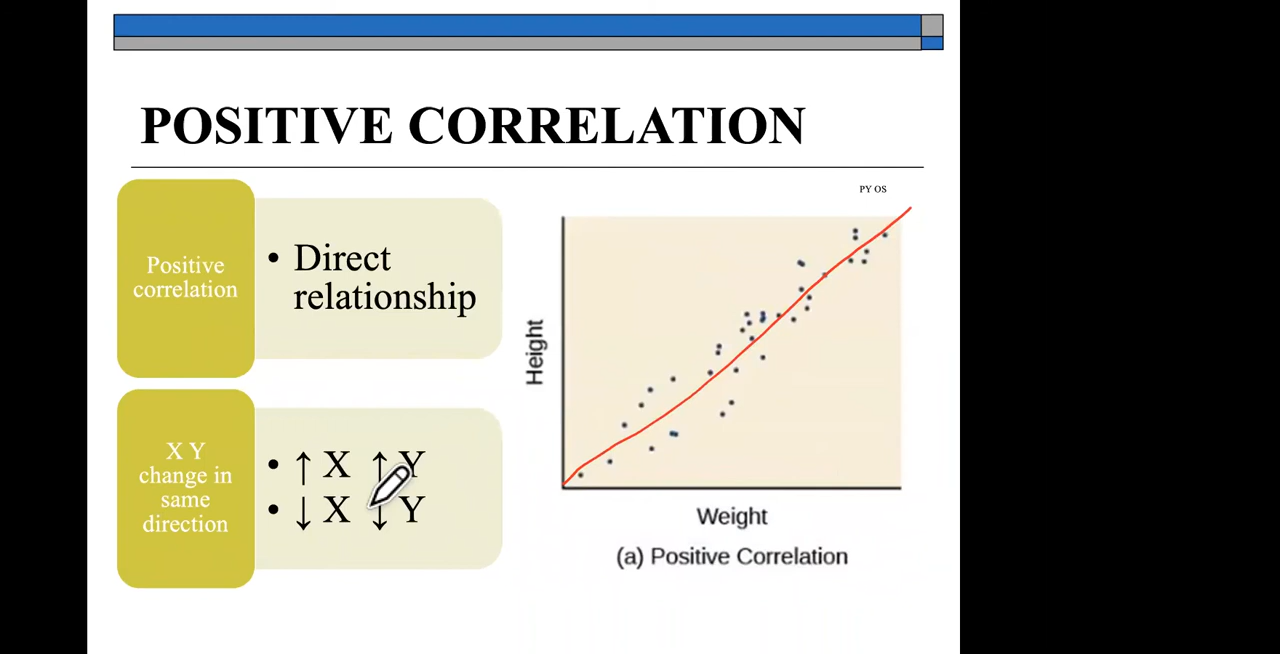 POSITIVE CORRELATION
PY OS
Positive
correlation
• Direct
relationship
X Y
change in
same
direction
• ↑ X ↑ Y
• ↓ X ↓ Y
Height
Weight
(a) Positive Correlation